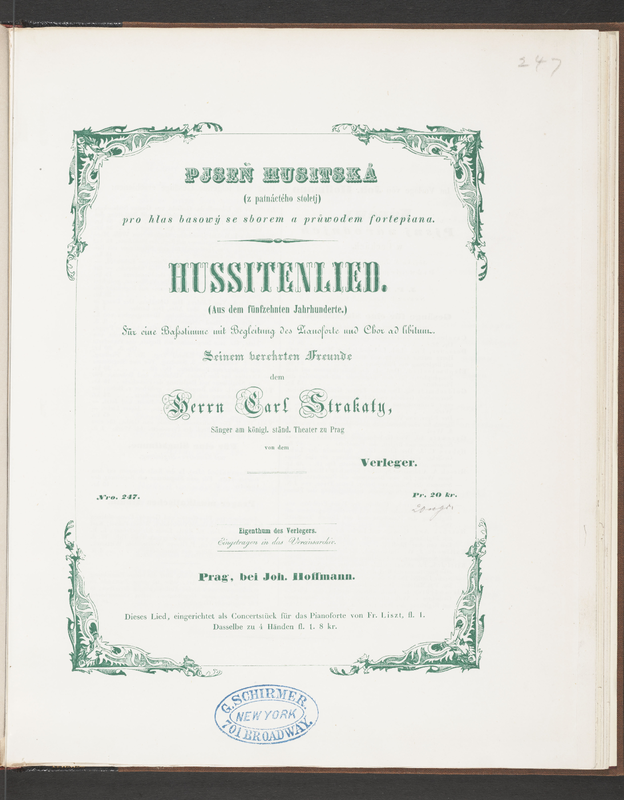 247
PJSEŇ HUSITSKÁ
(z patnáctého stoletj)
pro hlas basowý se sborem a průwodem fortepiana.
HUSSITENLIED.
(Aus dem fünfzehnten Jahrhunderte.)
Für eine Baſsstimme mit Begleitung des Pianoforte und Chor ad libitum.
Seinem verehrten Freunde
dem
Herrn Carl Strakaty,
Sänger am königl. ständ. Theater zu Prag
von dem
Verleger.
Nro. 247.
Pr. 20 kr.
Eigenthum des Verlegers.
Eingetragen in das Vereinsarchiv.
Prag, bei Joh. Hoffmann.
Dieses Lied, eingerichtet als Concertstück für das Pianoforte von Fr. Liszt, fl. 1.
Dasselbe zu 4 Händen fl. 1. 8 kr.
G. SCHIRMER.
NEW YORK
701 BROADWAY.